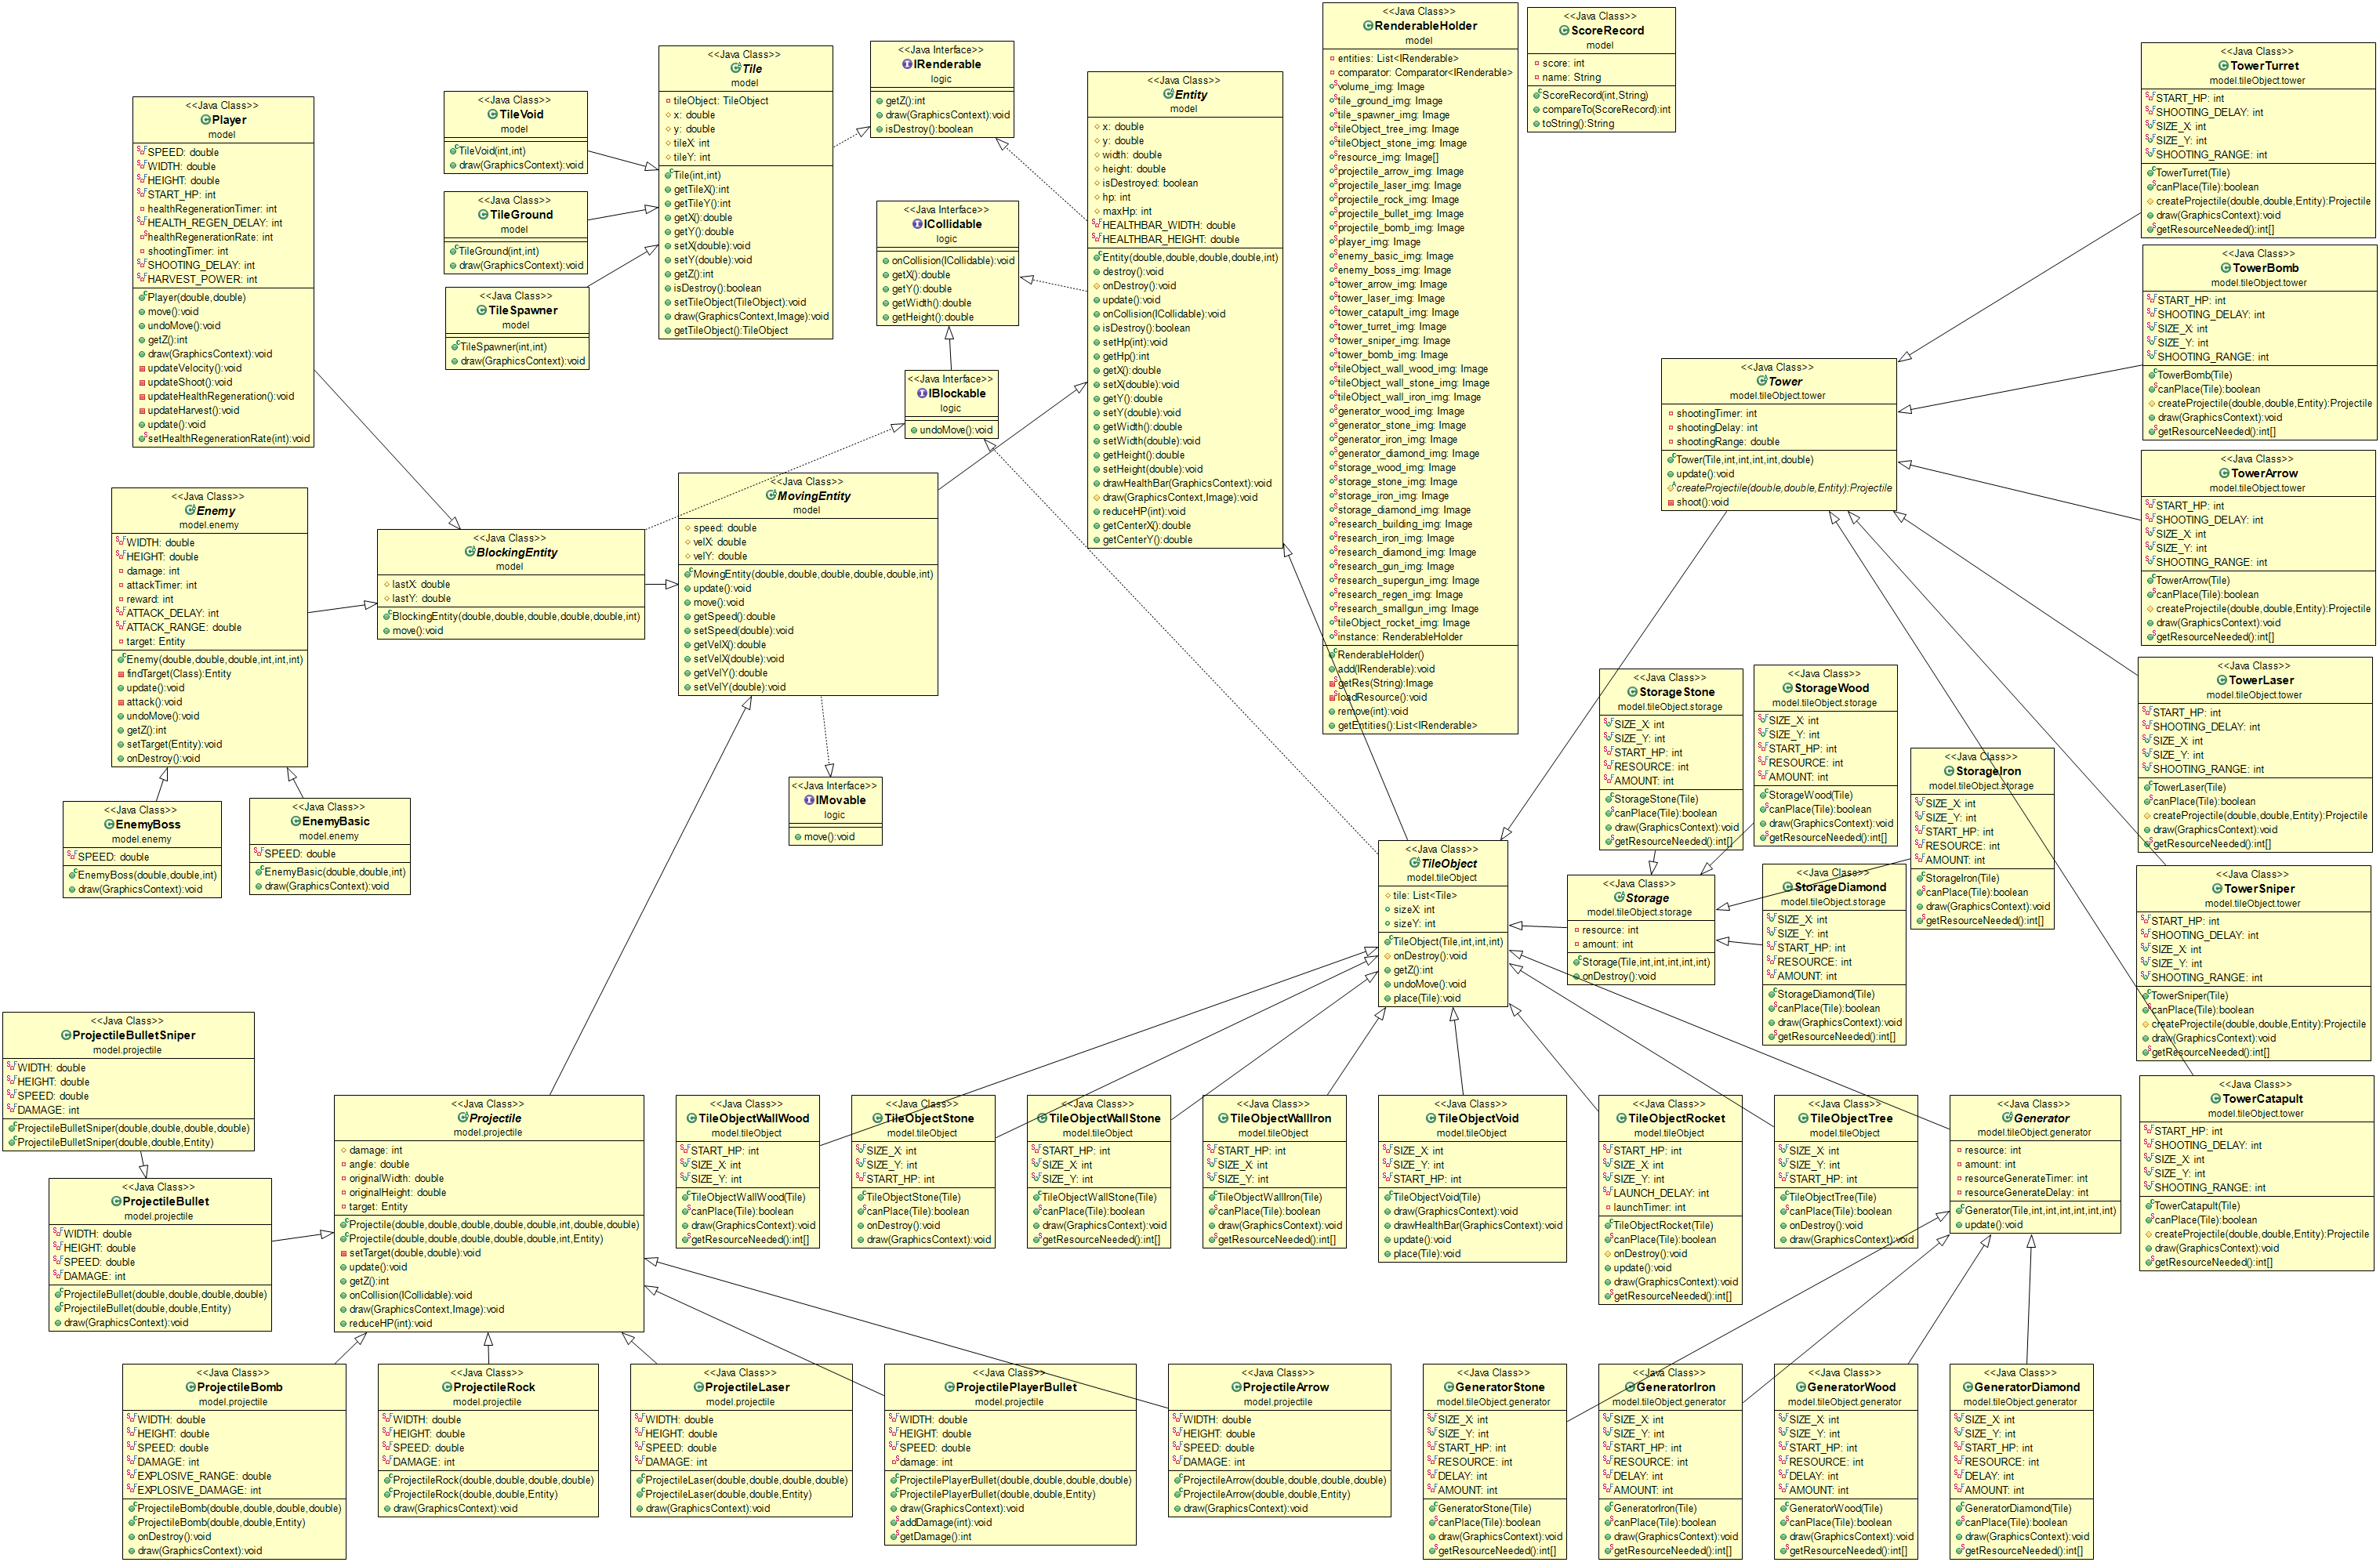 <<Java Class>>
Player
model
SPEED: double
WIDTH: double
HEIGHT: double
START_HP: int
healthRegenerationTimer: int
HEALTH_REGEN_DELAY: int
healthRegenerationRate: int
shootingTimer: int
SHOOTING_DELAY: int
HARVEST_POWER: int
Player(double,double)
move():void
undoMove():void
getZ():int
draw(GraphicsContext):void
updateVelocity():void
updateShoot():void
updateHealthRegeneration():void
updateHarvest():void
update():void
setHealthRegenerationRate(int):void
<<Java Class>>
TileVoid
model
TileVoid(int,int)
draw(GraphicsContext):void
<<Java Class>>
TileGround
model
TileGround(int,int)
draw(GraphicsContext):void
<<Java Class>>
TileSpawner
model
TileSpawner(int,int)
draw(GraphicsContext):void
<<Java Class>>
Tile
model
tileObject: TileObject
x: double
y: double
tileX: int
tileY: int
Tile(int,int)
getTileX():int
getTileY():int
getX():double
getY():double
setX(double):void
setY(double):void
getZ():int
isDestroy():boolean
setTileObject(TileObject):void
draw(GraphicsContext,Image):void
getTileObject():TileObject
<<Java Interface>>
IRenderable
logic
getZ():int
draw(GraphicsContext):void
isDestroy():boolean
<<Java Interface>>
ICollidable
logic
onCollision(ICollidable):void
getX():double
getY():double
getWidth():double
getHeight():double
<<Java Interface>>
IBlockable
logic
undoMove():void
<<Java Class>>
Entity
model
x: double
y: double
width: double
height: double
isDestroyed: boolean
hp: int
maxHp: int
HEALTHBAR_WIDTH: double
HEALTHBAR_HEIGHT: double
Entity(double,double,double,double,int)
destroy():void
onDestroy():void
update():void
onCollision(ICollidable):void
isDestroy():boolean
setHp(int):void
getHp():int
getX():double
setX(double):void
getY():double
setY(double):void
getWidth():double
setWidth(double):void
getHeight():double
setHeight(double):void
drawHealthBar(GraphicsContext):void
draw(GraphicsContext,Image):void
reduceHP(int):void
getCenterX():double
getCenterY():double
<<Java Class>>
RenderableHolder
model
entities: List<IRenderable>
comparator: Comparator<IRenderable>
volume_img: Image
tile_ground_img: Image
tile_spawner_img: Image
tileObject_tree_img: Image
tileObject_stone_img: Image
resource_img: Image[]
projectile_arrow_img: Image
projectile_laser_img: Image
projectile_rock_img: Image
projectile_bullet_img: Image
projectile_bomb_img: Image
player_img: Image
enemy_basic_img: Image
enemy_boss_img: Image
tower_arrow_img: Image
tower_laser_img: Image
tower_catapult_img: Image
tower_turret_img: Image
tower_sniper_img: Image
tower_bomb_img: Image
tileObject_wall_wood_img: Image
tileObject_wall_stone_img: Image
tileObject_wall_iron_img: Image
generator_wood_img: Image
generator_stone_img: Image
generator_iron_img: Image
generator_diamond_img: Image
storage_wood_img: Image
storage_stone_img: Image
storage_iron_img: Image
storage_diamond_img: Image
research_building_img: Image
research_iron_img: Image
research_diamond_img: Image
research_gun_img: Image
research_supergun_img: Image
research_regen_img: Image
research_smallgun_img: Image
tileObject_rocket_img: Image
instance: RenderableHolder
RenderableHolder()
add(IRenderable):void
getRes(String):Image
loadResource():void
remove(int):void
getEntities():List<IRenderable>
<<Java Class>>
ScoreRecord
model
score: int
name: String
ScoreRecord(int,String)
compareTo(ScoreRecord):int
toString():String
<<Java Class>>
TowerTurret
model.tileObject.tower
START_HP: int
SHOOTING_DELAY: int
SIZE_X: int
SIZE_Y: int
SHOOTING_RANGE: int
TowerTurret(Tile)
canPlace(Tile):boolean
createProjectile(double,double,Entity):Projectile
draw(GraphicsContext):void
getResourceNeeded():int[]
<<Java Class>>
TowerBomb
model.tileObject.tower
START_HP: int
SHOOTING_DELAY: int
SIZE_X: int
SIZE_Y: int
SHOOTING_RANGE: int
TowerBomb(Tile)
canPlace(Tile):boolean
createProjectile(double,double,Entity):Projectile
draw(GraphicsContext):void
getResourceNeeded():int[]
<<Java Class>>
Tower
model.tileObject.tower
shootingTimer: int
shootingDelay: int
shootingRange: double
Tower(Tile,int,int,int,int,double)
update():void
createProjectile(double,double,Entity):Projectile
shoot():void
<<Java Class>>
TowerArrow
model.tileObject.tower
START_HP: int
SHOOTING_DELAY: int
SIZE_X: int
SIZE_Y: int
SHOOTING_RANGE: int
TowerArrow(Tile)
canPlace(Tile):boolean
createProjectile(double,double,Entity):Projectile
draw(GraphicsContext):void
getResourceNeeded():int[]
<<Java Class>>
Enemy
model.enemy
WIDTH: double
HEIGHT: double
damage: int
attackTimer: int
reward: int
ATTACK_DELAY: int
ATTACK_RANGE: double
target: Entity
Enemy(double,double,double,int,int,int)
findTarget(Class):Entity
update():void
attack():void
undoMove():void
getZ():int
setTarget(Entity):void
onDestroy():void
<<Java Class>>
BlockingEntity
model
lastX: double
lastY: double
BlockingEntity(double,double,double,double,double,int)
move():void
<<Java Class>>
MovingEntity
model
speed: double
velX: double
velY: double
MovingEntity(double,double,double,double,double,int)
update():void
move():void
getSpeed():double
setSpeed(double):void
getVelX():double
setVelX(double):void
getVelY():double
setVelY(double):void
<<Java Class>>
EnemyBoss
model.enemy
SPEED: double
EnemyBoss(double,double,int)
draw(GraphicsContext):void
<<Java Class>>
EnemyBasic
model.enemy
SPEED: double
EnemyBasic(double,double,int)
draw(GraphicsContext):void
<<Java Interface>>
IMovable
logic
move():void
<<Java Class>>
StorageStone
model.tileObject.storage
SIZE_X: int
SIZE_Y: int
START_HP: int
RESOURCE: int
AMOUNT: int
StorageStone(Tile)
canPlace(Tile):boolean
draw(GraphicsContext):void
getResourceNeeded():int[]
<<Java Class>>
StorageWood
model.tileObject.storage
SIZE_X: int
SIZE_Y: int
START_HP: int
RESOURCE: int
AMOUNT: int
StorageWood(Tile)
canPlace(Tile):boolean
draw(GraphicsContext):void
getResourceNeeded():int[]
<<Java Class>>
StorageIron
model.tileObject.storage
SIZE_X: int
SIZE_Y: int
START_HP: int
RESOURCE: int
AMOUNT: int
StorageIron(Tile)
canPlace(Tile):boolean
draw(GraphicsContext):void
getResourceNeeded():int[]
<<Java Class>>
TowerLaser
model.tileObject.tower
START_HP: int
SHOOTING_DELAY: int
SIZE_X: int
SIZE_Y: int
SHOOTING_RANGE: int
TowerLaser(Tile)
canPlace(Tile):boolean
createProjectile(double,double,Entity):Projectile
draw(GraphicsContext):void
getResourceNeeded():int[]
<<Java Class>>
TileObject
model.tileObject
tile: List<Tile>
sizeX: int
sizeY: int
TileObject(Tile,int,int,int)
onDestroy():void
getZ():int
undoMove():void
place(Tile):void
<<Java Class>>
Storage
model.tileObject.storage
resource: int
amount: int
Storage(Tile,int,int,int,int,int)
onDestroy():void
<<Java Class>>
StorageDiamond
model.tileObject.storage
SIZE_X: int
SIZE_Y: int
START_HP: int
RESOURCE: int
AMOUNT: int
StorageDiamond(Tile)
canPlace(Tile):boolean
draw(GraphicsContext):void
getResourceNeeded():int[]
<<Java Class>>
TowerSniper
model.tileObject.tower
START_HP: int
SHOOTING_DELAY: int
SIZE_X: int
SIZE_Y: int
SHOOTING_RANGE: int
TowerSniper(Tile)
canPlace(Tile):boolean
createProjectile(double,double,Entity):Projectile
draw(GraphicsContext):void
getResourceNeeded():int[]
<<Java Class>>
ProjectileBulletSniper
model.projectile
WIDTH: double
HEIGHT: double
SPEED: double
DAMAGE: int
ProjectileBulletSniper(double,double,double,double)
ProjectileBulletSniper(double,double,Entity)
<<Java Class>>
ProjectileBullet
model.projectile
WIDTH: double
HEIGHT: double
SPEED: double
DAMAGE: int
ProjectileBullet(double,double,double,double)
ProjectileBullet(double,double,Entity)
draw(GraphicsContext):void
<<Java Class>>
Projectile
model.projectile
damage: int
angle: double
originalWidth: double
originalHeight: double
target: Entity
Projectile(double,double,double,double,double,int,double,double)
Projectile(double,double,double,double,double,int,Entity)
setTarget(double,double):void
update():void
getZ():int
onCollision(ICollidable):void
draw(GraphicsContext,Image):void
reduceHP(int):void
<<Java Class>>
TileObjectWallWood
model.tileObject
START_HP: int
SIZE_X: int
SIZE_Y: int
TileObjectWallWood(Tile)
canPlace(Tile):boolean
draw(GraphicsContext):void
getResourceNeeded():int[]
<<Java Class>>
TileObjectStone
model.tileObject
SIZE_X: int
SIZE_Y: int
START_HP: int
TileObjectStone(Tile)
canPlace(Tile):boolean
onDestroy():void
draw(GraphicsContext):void
<<Java Class>>
TileObjectWallStone
model.tileObject
START_HP: int
SIZE_X: int
SIZE_Y: int
TileObjectWallStone(Tile)
canPlace(Tile):boolean
draw(GraphicsContext):void
getResourceNeeded():int[]
<<Java Class>>
TileObjectWallIron
model.tileObject
START_HP: int
SIZE_X: int
SIZE_Y: int
TileObjectWallIron(Tile)
canPlace(Tile):boolean
draw(GraphicsContext):void
getResourceNeeded():int[]
<<Java Class>>
TileObjectVoid
model.tileObject
SIZE_X: int
SIZE_Y: int
START_HP: int
TileObjectVoid(Tile)
draw(GraphicsContext):void
drawHealthBar(GraphicsContext):void
update():void
place(Tile):void
<<Java Class>>
TileObjectRocket
model.tileObject
START_HP: int
SIZE_X: int
SIZE_Y: int
LAUNCH_DELAY: int
launchTimer: int
TileObjectRocket(Tile)
canPlace(Tile):boolean
onDestroy():void
update():void
draw(GraphicsContext):void
getResourceNeeded():int[]
<<Java Class>>
TileObjectTree
model.tileObject
SIZE_X: int
SIZE_Y: int
START_HP: int
TileObjectTree(Tile)
canPlace(Tile):boolean
onDestroy():void
draw(GraphicsContext):void
<<Java Class>>
Generator
model.tileObject.generator
resource: int
amount: int
resourceGenerateTimer: int
resourceGenerateDelay: int
Generator(Tile,int,int,int,int,int,int)
update():void
<<Java Class>>
TowerCatapult
model.tileObject.tower
START_HP: int
SHOOTING_DELAY: int
SIZE_X: int
SIZE_Y: int
SHOOTING_RANGE: int
TowerCatapult(Tile)
canPlace(Tile):boolean
createProjectile(double,double,Entity):Projectile
draw(GraphicsContext):void
getResourceNeeded():int[]
<<Java Class>>
ProjectileBomb
model.projectile
WIDTH: double
HEIGHT: double
SPEED: double
DAMAGE: int
EXPLOSIVE_RANGE: double
EXPLOSIVE_DAMAGE: int
ProjectileBomb(double,double,double,double)
ProjectileBomb(double,double,Entity)
onDestroy():void
draw(GraphicsContext):void
<<Java Class>>
ProjectileRock
model.projectile
WIDTH: double
HEIGHT: double
SPEED: double
DAMAGE: int
ProjectileRock(double,double,double,double)
ProjectileRock(double,double,Entity)
draw(GraphicsContext):void
<<Java Class>>
ProjectileLaser
model.projectile
WIDTH: double
HEIGHT: double
SPEED: double
DAMAGE: int
ProjectileLaser(double,double,double,double)
ProjectileLaser(double,double,Entity)
draw(GraphicsContext):void
<<Java Class>>
ProjectilePlayerBullet
model.projectile
WIDTH: double
HEIGHT: double
SPEED: double
damage: int
ProjectilePlayerBullet(double,double,double,double)
ProjectilePlayerBullet(double,double,Entity)
draw(GraphicsContext):void
addDamage(int):void
getDamage():int
<<Java Class>>
ProjectileArrow
model.projectile
WIDTH: double
HEIGHT: double
SPEED: double
DAMAGE: int
ProjectileArrow(double,double,double,double)
ProjectileArrow(double,double,Entity)
draw(GraphicsContext):void
<<Java Class>>
GeneratorStone
model.tileObject.generator
SIZE_X: int
SIZE_Y: int
START_HP: int
RESOURCE: int
DELAY: int
AMOUNT: int
GeneratorStone(Tile)
canPlace(Tile):boolean
draw(GraphicsContext):void
getResourceNeeded():int[]
<<Java Class>>
GeneratorIron
model.tileObject.generator
SIZE_X: int
SIZE_Y: int
START_HP: int
RESOURCE: int
DELAY: int
AMOUNT: int
GeneratorIron(Tile)
canPlace(Tile):boolean
draw(GraphicsContext):void
getResourceNeeded():int[]
<<Java Class>>
GeneratorWood
model.tileObject.generator
SIZE_X: int
SIZE_Y: int
START_HP: int
RESOURCE: int
DELAY: int
AMOUNT: int
GeneratorWood(Tile)
canPlace(Tile):boolean
draw(GraphicsContext):void
getResourceNeeded():int[]
<<Java Class>>
GeneratorDiamond
model.tileObject.generator
SIZE_X: int
SIZE_Y: int
START_HP: int
RESOURCE: int
DELAY: int
AMOUNT: int
GeneratorDiamond(Tile)
canPlace(Tile):boolean
draw(GraphicsContext):void
getResourceNeeded():int[]